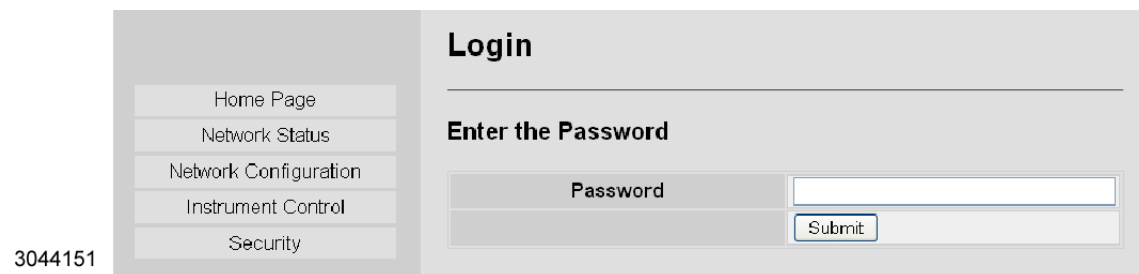 Login
Home Page
Network Status
Network Configuration
Instrument Control
Security
Enter the Password
Password
Submit
3044151